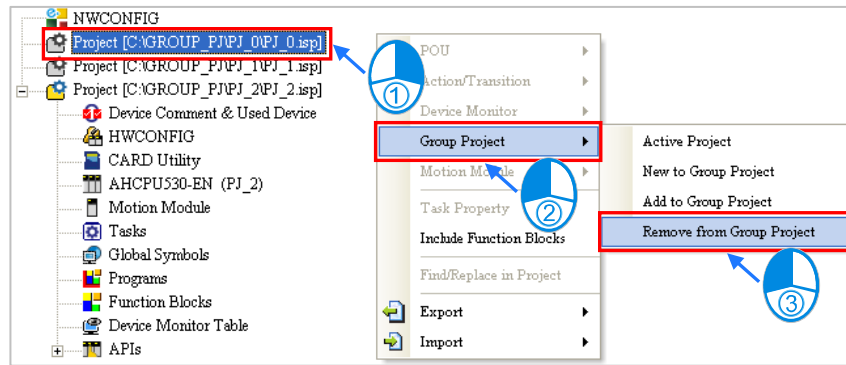 NWCONFIG
Project [C:\GROUP_PJ\PJ_0\PJ_0.isp]
Project [C:\GROUP_PJ\PJ_1\PJ_1.isp]
Project [C:\GROUP_PJ\PJ_2\PJ_2.isp]
Device Comment & Used Device
HWCONFIG
CARD Utility
AHCPU530-EN (PJ_2)
Motion Module
Tasks
Global Symbols
Programs
Function Blocks
Device Monitor Table
APIs
①
POU
Action/Transition
Device Monitor
Group Project
Motion Module
Task Property
Include Function Blocks
Find/Replace in Project
Export
Import
②
Active Project
New to Group Project
Add to Group Project
Remove from Group Project
③